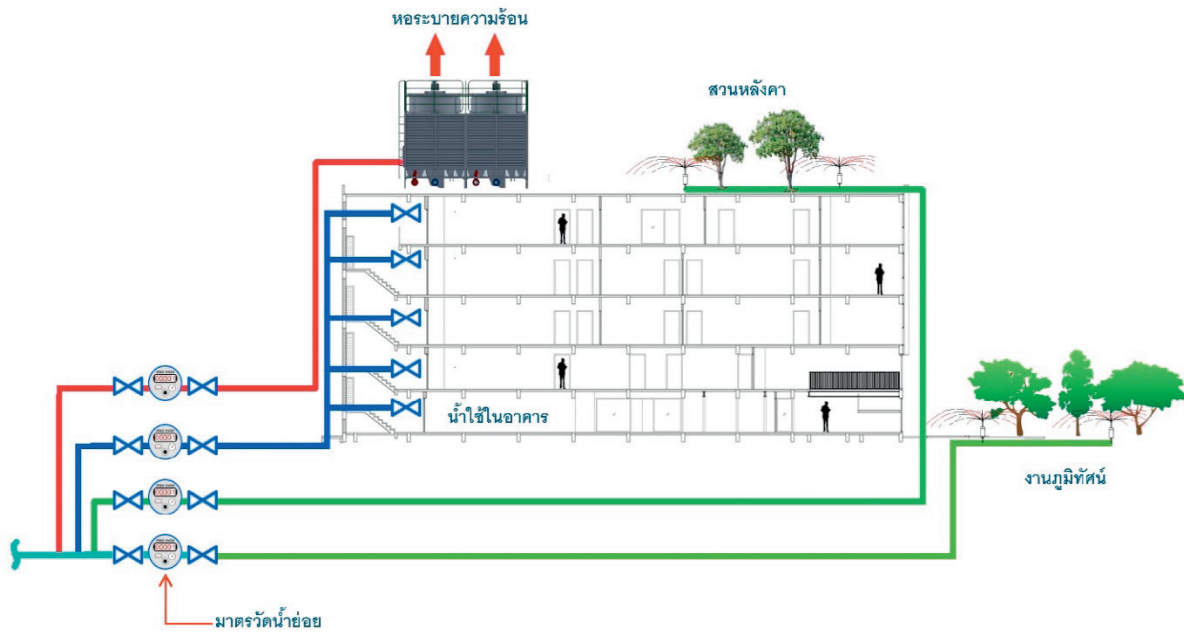 หอระบายความร้อน
สวนหลังคา
น้ำใช้ในอาคาร
งานภูมิทัศน์
มาตรวัดน้ำย่อย